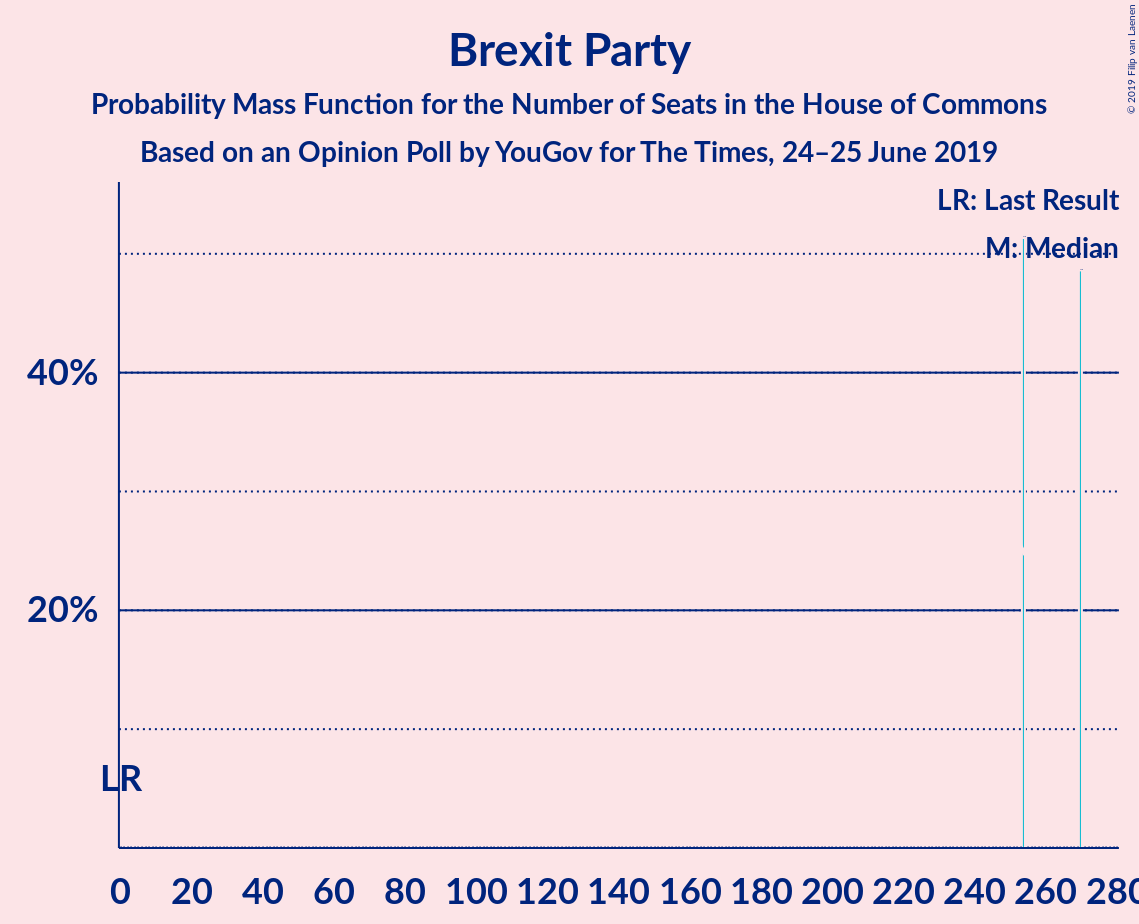 Brexit Party
Probability Mass Function for the Number of Seats in the House of Commons
Based on an Opinion Poll by YouGov for The Times, 24–25 June 2019
© 2019 Filip van Laenen
LR: Last Result
M: Median
40%
20%
LR
0 20 40 60 80 100 120 140 160 180 200 220 240 260 280